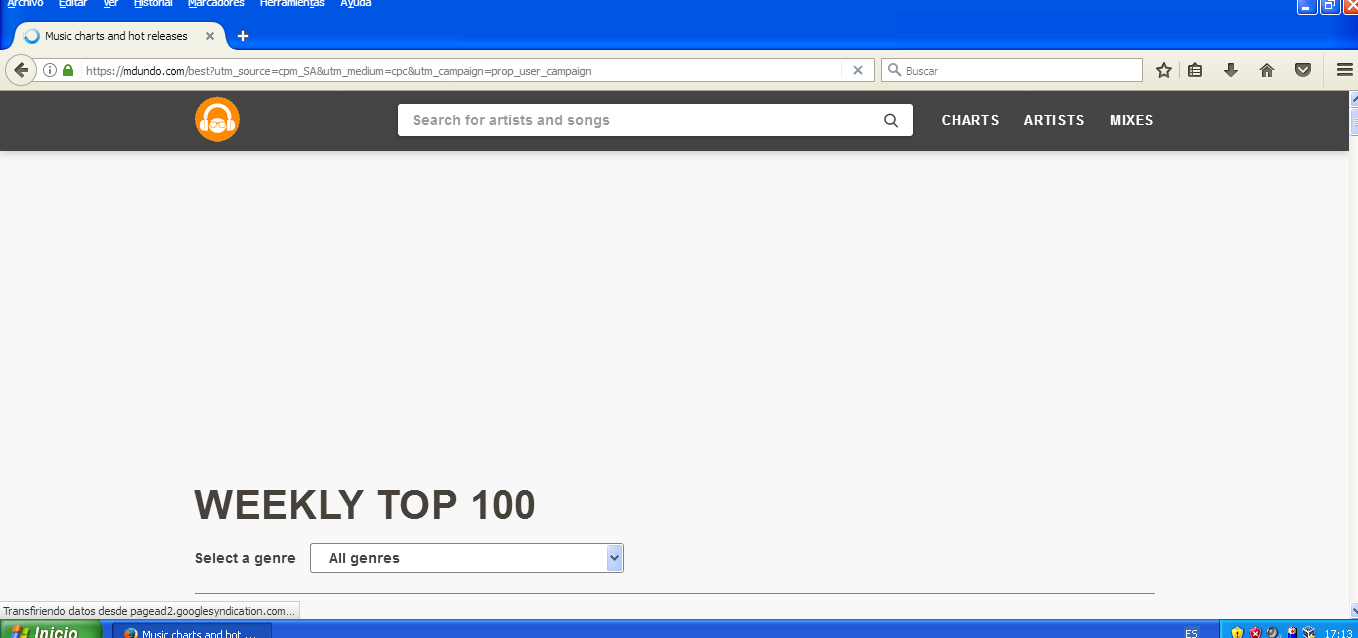 Archivo Editar Ver Historial Marcadores Herramientas Ayuda
Music charts and hot releases
https://mdundo.com/best?utm_source=cpm_SA&utm_medium=cpc&utm_campaign=prop_user_campaign
Buscar
Search for artists and songs
CHARTS ARTISTS MIXES
WEEKLY TOP 100
Select a genre All genres
Transfiriendo datos desde pagead2.googlesyndication.com...
Inicio
Music charts and hot ...
ES
17:13